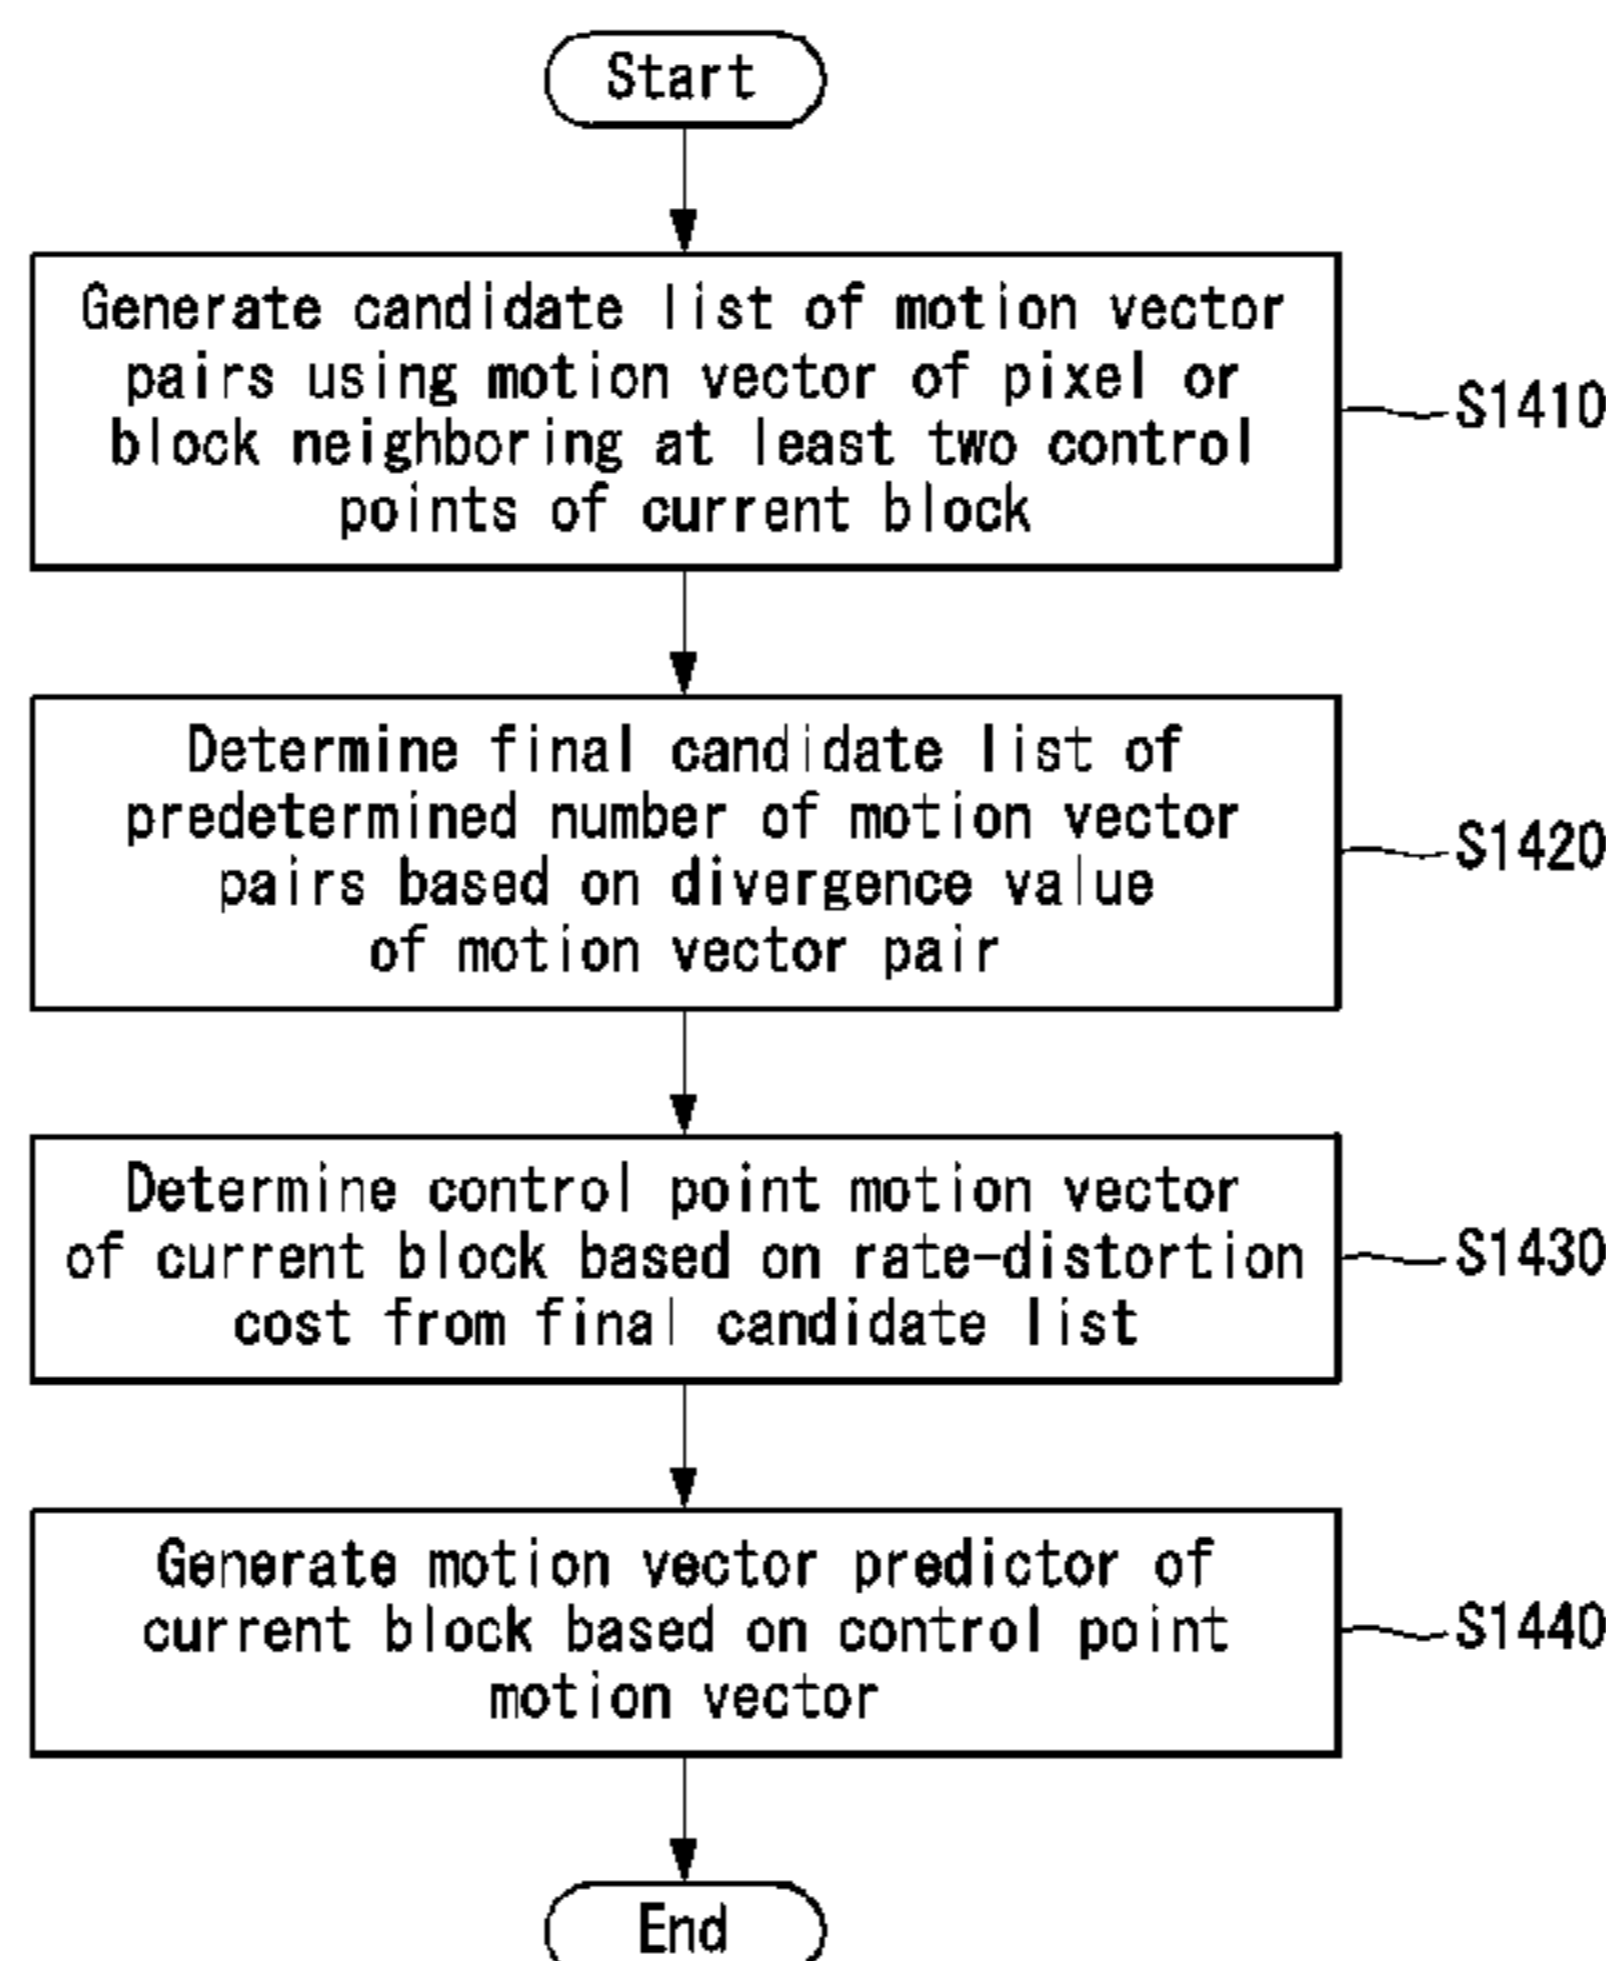 Start
Generate candidate list of motion vector
pairs using motion vector of pixel or
block neighboring at least two control
points of current block
S1410
Determine final candidate list of
predetermined number of motion vector
pairs based on divergence value
of motion vector pair
S1420
Determine control point motion vector
of current block based on rate-distortion
cost from final candidate list
S1430
Generate motion vector predictor of
current block based on control point
motion vector
S1440
End